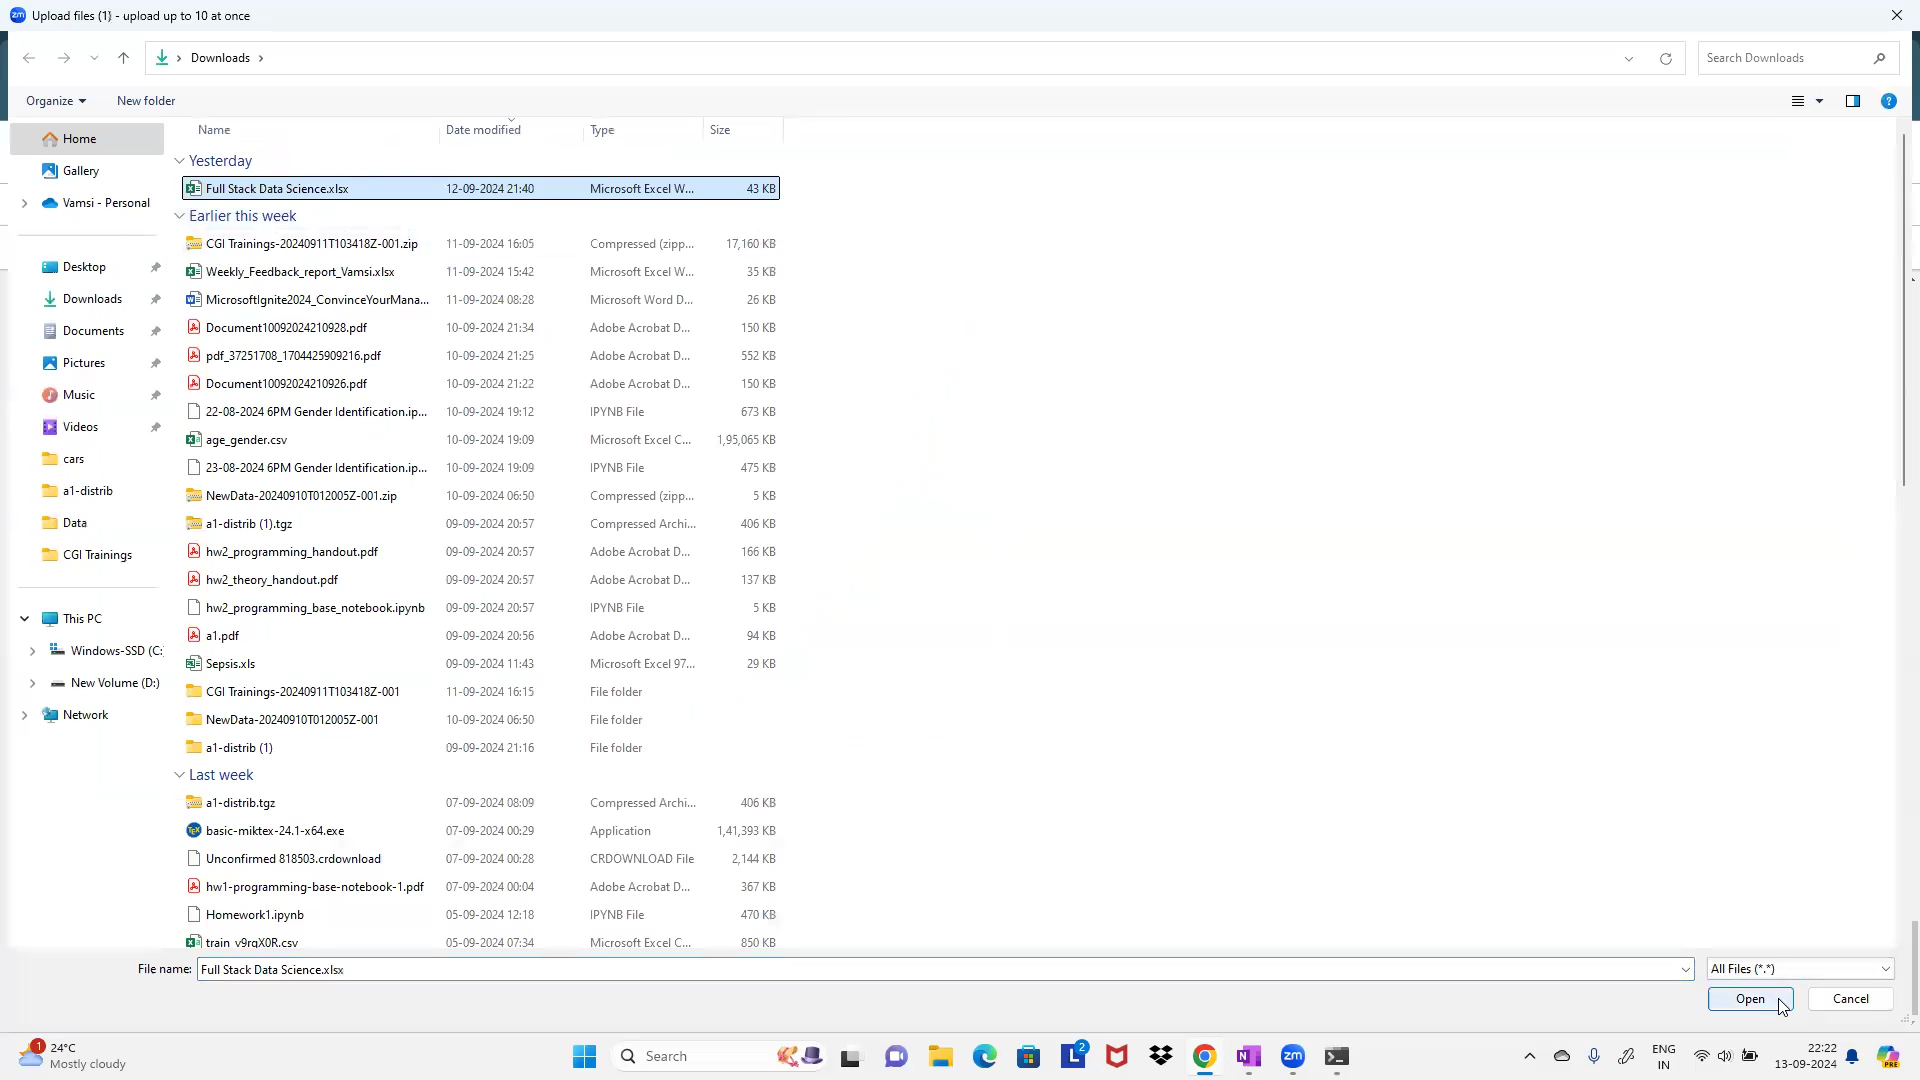 zm Upload files (1) - upload up to 10 at once
Downloads
Search Downloads
Organize
New folder
Home
Gallery
Vamsi - Personal
Desktop
Downloads
Documents
Pictures
Music
Videos
cars
a1-distrib
Data
CGI Trainings
This PC
Windows-SSD (C:
New Volume (D:)
Network
Name Date modified Type Size
Yesterday
Full Stack Data Science.xlsx 12-09-2024 21:40 Microsoft Excel W... 43 KB
Earlier this week
CGI Trainings-20240911T103418Z-001.zip 11-09-2024 16:05 Compressed (zipp... 17,160 KB
Weekly_Feedback_report_Vamsi.xlsx 11-09-2024 15:42 Microsoft Excel W... 35 KB
MicrosoftIgnite2024_ConvinceYourMana... 11-09-2024 08:28 Microsoft Word D... 26 KB
Document10092024210928.pdf 10-09-2024 21:34 Adobe Acrobat D... 150 KB
pdf_37251708_1704425909216.pdf 10-09-2024 21:25 Adobe Acrobat D... 552 KB
Document10092024210926.pdf 10-09-2024 21:22 Adobe Acrobat D... 150 KB
22-08-2024 6PM Gender Identification.ip... 10-09-2024 19:12 IPYNB File 673 KB
age_gender.csv 10-09-2024 19:09 Microsoft Excel C... 1,95,065 KB
23-08-2024 6PM Gender Identification.ip... 10-09-2024 19:09 IPYNB File 475 KB
NewData-20240910T012005Z-001.zip 10-09-2024 06:50 Compressed (zipp... 5 KB
a1-distrib (1).tgz 09-09-2024 20:57 Compressed Archi... 406 KB
hw2_programming_handout.pdf 09-09-2024 20:57 Adobe Acrobat D... 166 KB
hw2_theory_handout.pdf 09-09-2024 20:57 Adobe Acrobat D... 137 KB
hw2_programming_base_notebook.ipynb 09-09-2024 20:57 IPYNB File 5 KB
a1.pdf 09-09-2024 20:56 Adobe Acrobat D... 94 KB
Sepsis.xls 09-09-2024 11:43 Microsoft Excel 97... 29 KB
CGI Trainings-20240911T103418Z-001 11-09-2024 16:15 File folder
NewData-20240910T012005Z-001 10-09-2024 06:50 File folder
a1-distrib (1) 09-09-2024 21:16 File folder
Last week
a1-distrib.tgz 07-09-2024 08:09 Compressed Archi... 406 KB
basic-miktex-24.1-x64.exe 07-09-2024 00:29 Application 1,41,393 KB
Unconfirmed 818503.crdownload 07-09-2024 00:28 CRDOWNLOAD File 2,144 KB
hw1-programming-base-notebook-1.pdf 07-09-2024 00:04 Adobe Acrobat D... 367 KB
Homework1.ipynb 05-09-2024 12:18 IPYNB File 470 KB
train_v9rqX0R.csv 05-09-2024 07:34 Microsoft Excel C... 850 KB
File name: Full Stack Data Science.xlsx All Files (*.*)
Open Cancel
1 24°C
Mostly cloudy
Search
L 2
N
zm
ENG
IN
22:22
13-09-2024
PRE